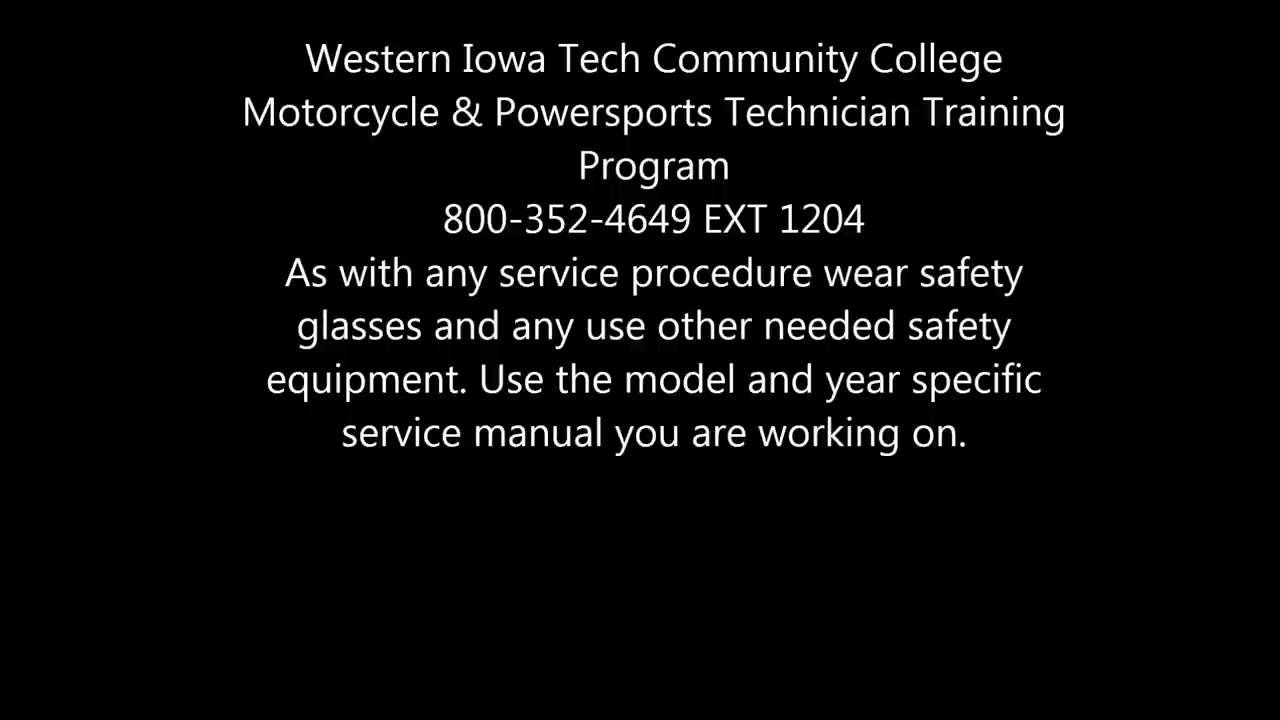 Western Iowa Tech Community College
Motorcycle & Powersports Technician Training
Program
800-352-4649 EXT 1204
As with any service procedure wear safety
glasses and any use other needed safety
equipment. Use the model and year specific
service manual you are working on.